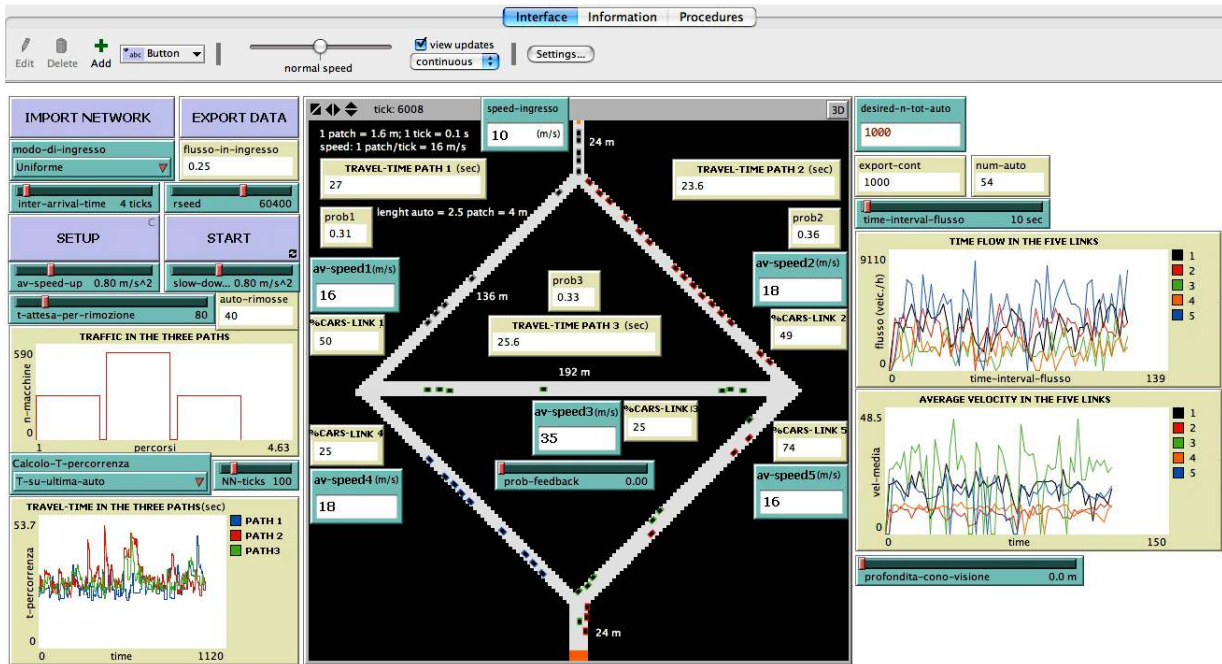 Interface Information Procedures
Edit Delete Add abc Button normal speed view updates continuous Settings...
IMPORT NETWORK EXPORT DATA
modo-di-ingresso
Uniforme
flusso-in-ingresso
0.25
inter-arrival-time 4 ticks
rseed 60400
SETUP C START
av-speed-up 0.80 m/s^2
slow-dow... 0.80 m/s^2
t-attesa-per-rimozione 80
auto-rimosse
40
TRAFFIC IN THE THREE PATHS
590
n-macchine
0
1 percorsi 4.63
Calcolo-T-percorrenza
T-su-ultima-auto
NN-ticks 100
TRAVEL-TIME IN THE THREE PATHS(sec)
53.7
t-percorrenza
0
0 time 1120
PATH 1
PATH 2
PATH3
tick: 6008
3D
speed-ingresso
10 (m/s)
1 patch = 1.6 m; 1 tick = 0.1 s
speed: 1 patch/tick = 16 m/s
24 m
TRAVEL-TIME PATH 1 (sec)
27
TRAVEL-TIME PATH 2 (sec)
23.6
prob1
0.31
lenght auto = 2.5 patch = 4 m
prob2
0.36
av-speed1(m/s)
16
136 m
prob3
0.33
av-speed2(m/s)
18
%CARS-LINK 1
50
TRAVEL-TIME PATH 3 (sec)
25.6
%CARS-LINK 2
49
192 m
%CARS-LINK 4
25
av-speed3(m/s)
35
%CARS-LINK 3
25
%CARS-LINK 5
74
av-speed4(m/s)
18
prob-feedback 0.00
av-speed5(m/s)
16
24 m
desired-n-tot-auto
1000
export-cont
1000
num-auto
54
time-interval-flusso 10 sec
TIME FLOW IN THE FIVE LINKS
9110
flusso (veic./h)
0
0 time-interval-flusso 139
1
2
3
4
5
AVERAGE VELOCITY IN THE FIVE LINKS
48.5
vel-media
0
0 time 150
1
2
3
4
5
profondita-cono-visione 0.0 m